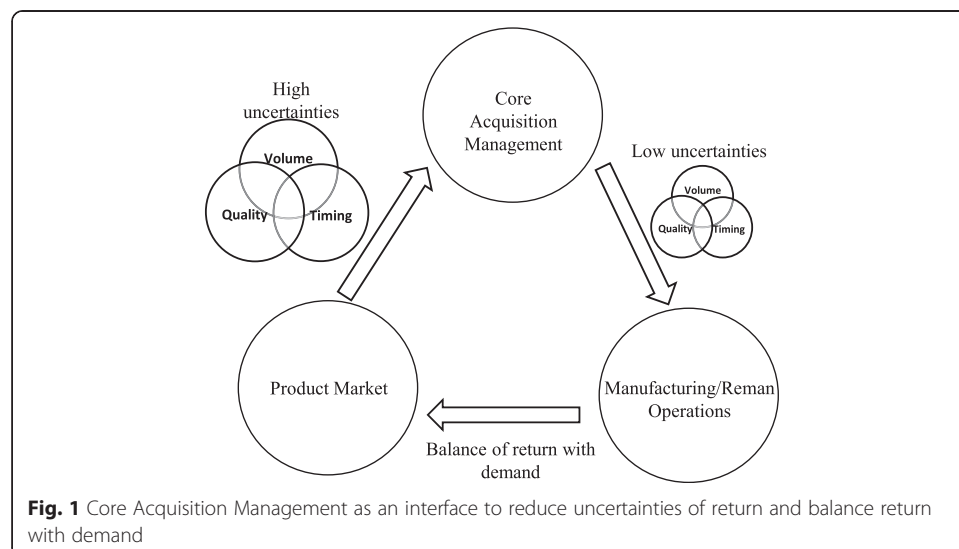 High
uncertainties
Volume
Quality
Timing
Core
Acquisition
Management
Low uncertainties
Volume
Quality
Timing
Product Market
Manufacturing/Reman
Operations
Balance of return with
demand
Fig. 1 Core Acquisition Management as an interface to reduce uncertainties of return and balance return
with demand